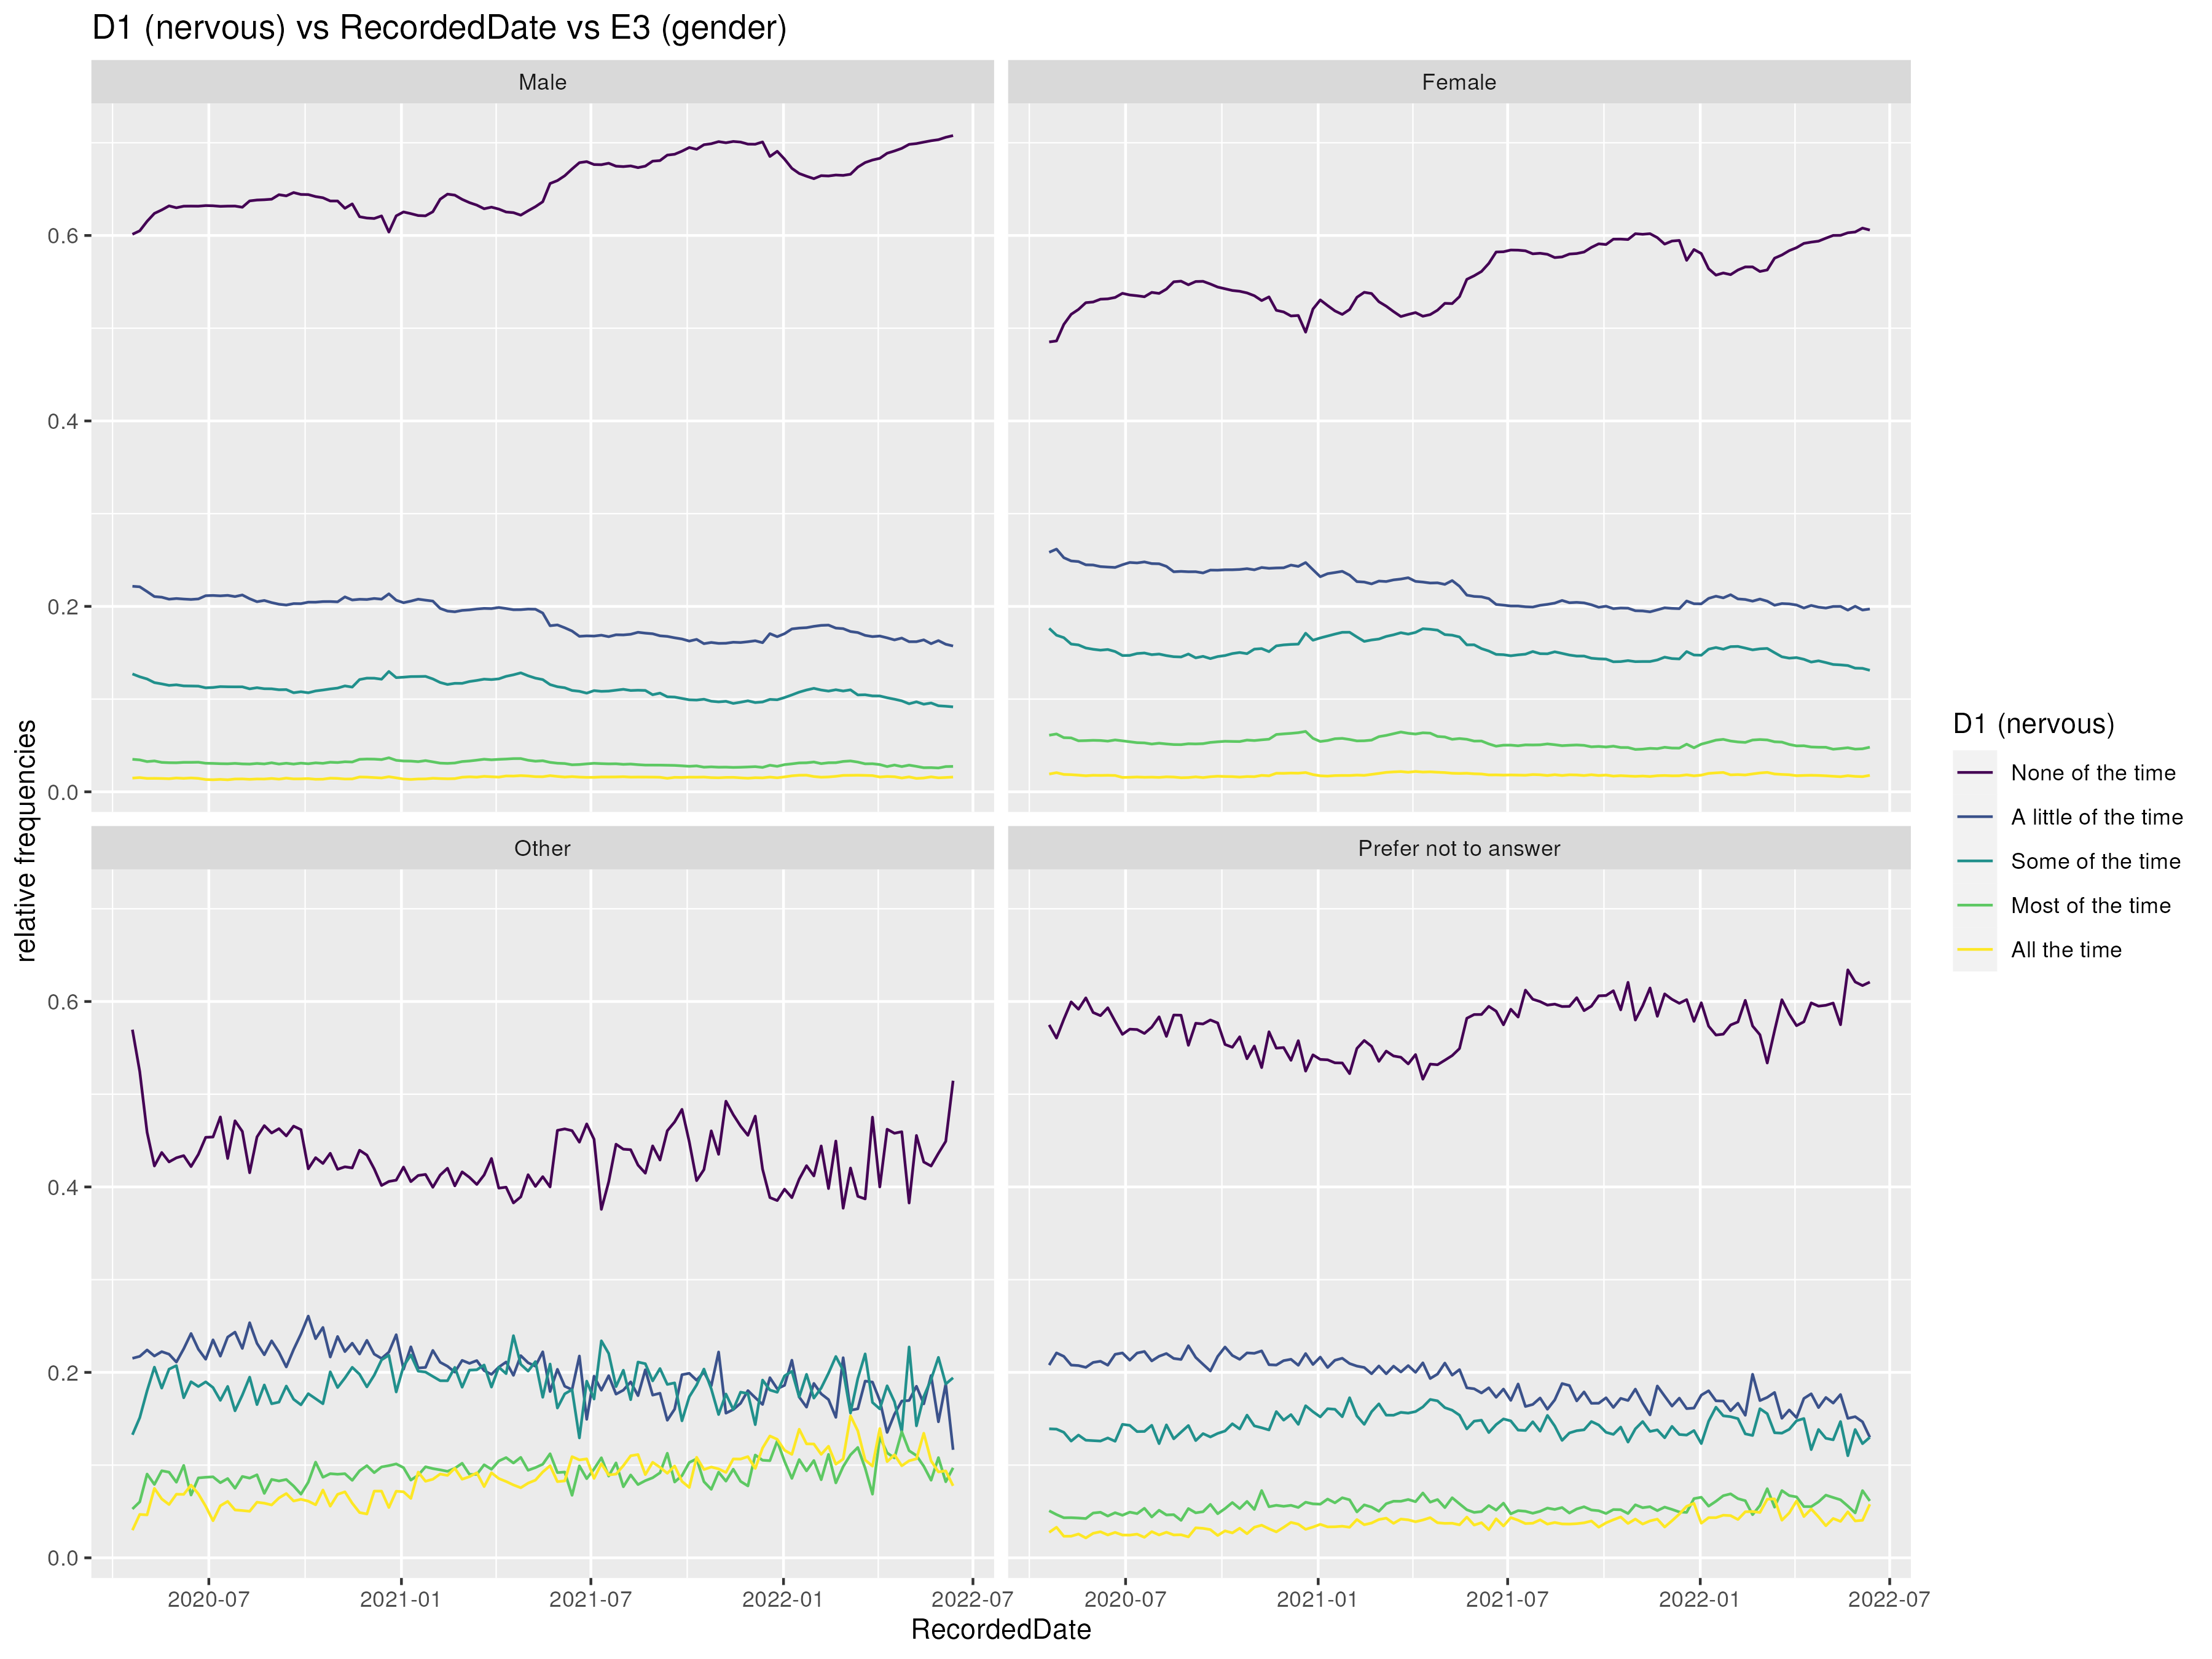 D1 (nervous) vs RecordedDate vs E3 (gender)
Male
Female
0.6
0.4
0.2
0.0
Other
Prefer not to answer
0.6
0.4
0.2
0.0
2020-07
2021-01
2021-07
2022-01
2022-07
2020-07
2021-01
2021-07
2022-01
2022-07
RecordedDate
relative frequencies
D1 (nervous)
None of the time
A little of the time
Some of the time
Most of the time
All the time